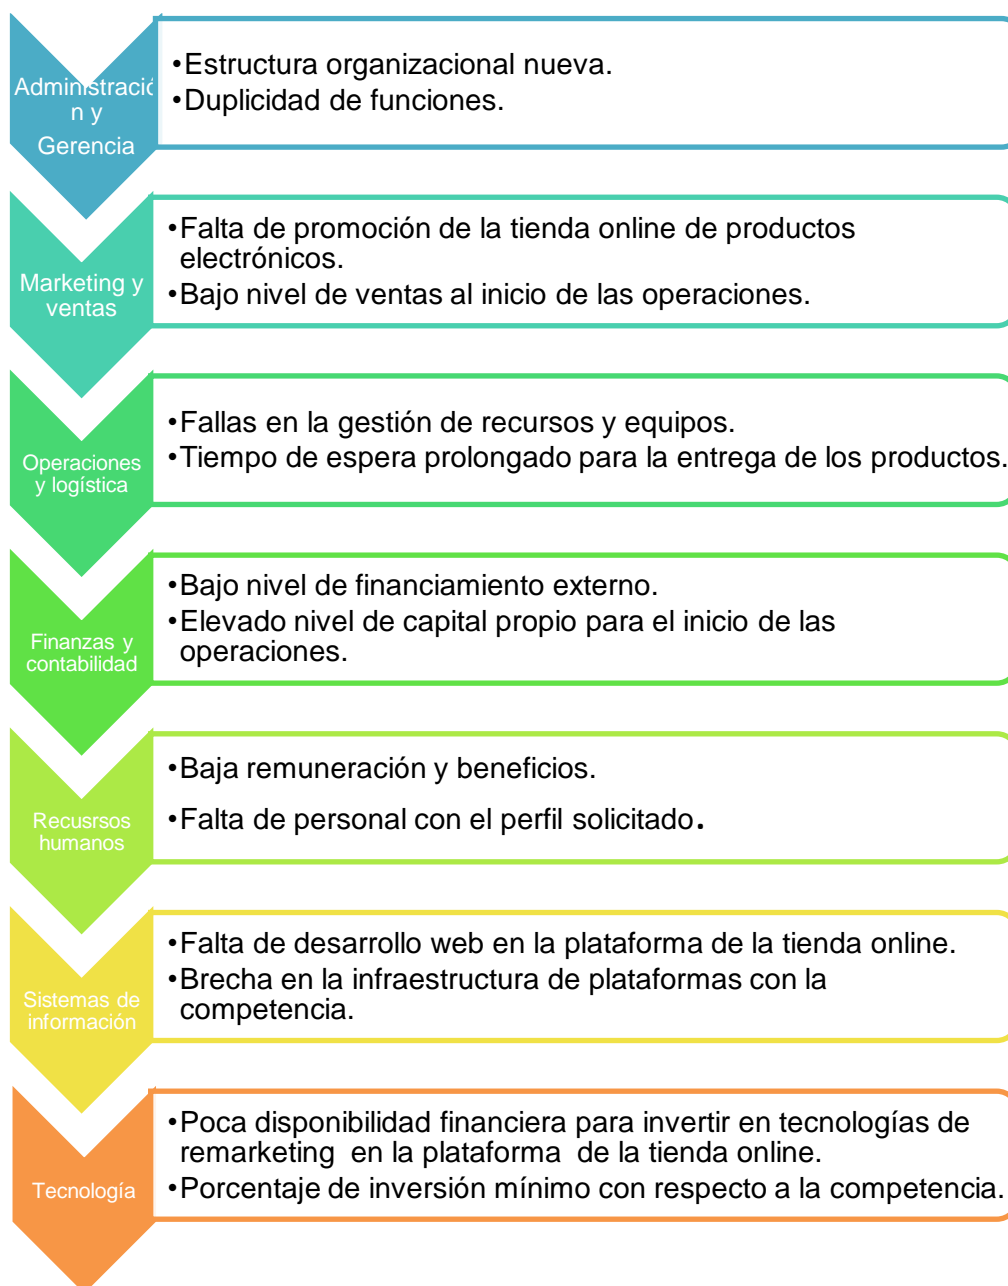 Administració
n y
Gerencia
•Estructura organizacional nueva.
•Duplicidad de funciones.
Marketing y
ventas
•Falta de promoción de la tienda online de productos
electrónicos.
•Bajo nivel de ventas al inicio de las operaciones.
Operaciones
y logística
•Fallas en la gestión de recursos y equipos.
•Tiempo de espera prolongado para la entrega de los productos.
Finanzas y
contabilidad
•Bajo nivel de financiamiento externo.
•Elevado nivel de capital propio para el inicio de las
operaciones.
Recusrsos
humanos
•Baja remuneración y beneficios.
•Falta de personal con el perfil solicitado.
Sistemas de
información
•Falta de desarrollo web en la plataforma de la tienda online.
•Brecha en la infraestructura de plataformas con la
competencia.
Tecnología
•Poca disponibilidad financiera para invertir en tecnologías de
remarketing  en la plataforma  de la tienda online.
•Porcentaje de inversión mínimo con respecto a la competencia.